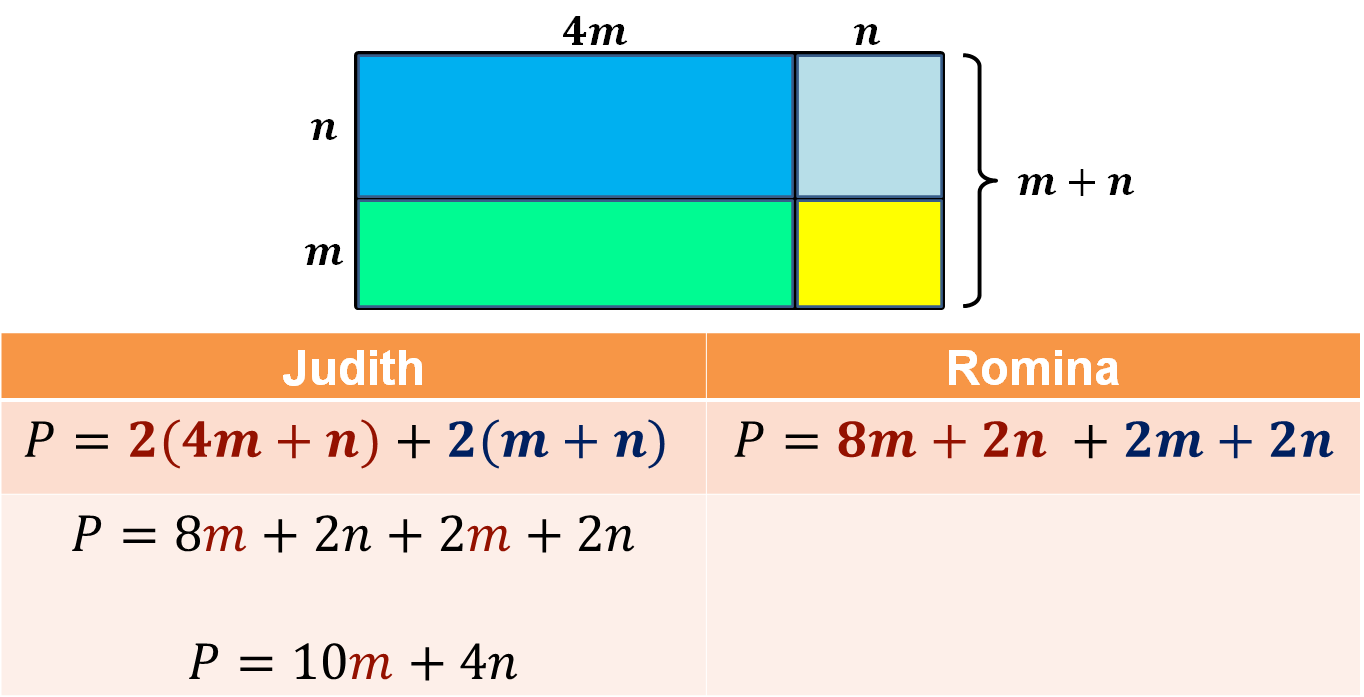 4m n
n
m + n
m
Judith Romina
P = 2(4m + n) + 2(m + n) P = 8m + 2n + 2m + 2n
P = 8m + 2n + 2m + 2n
P = 10m + 4n